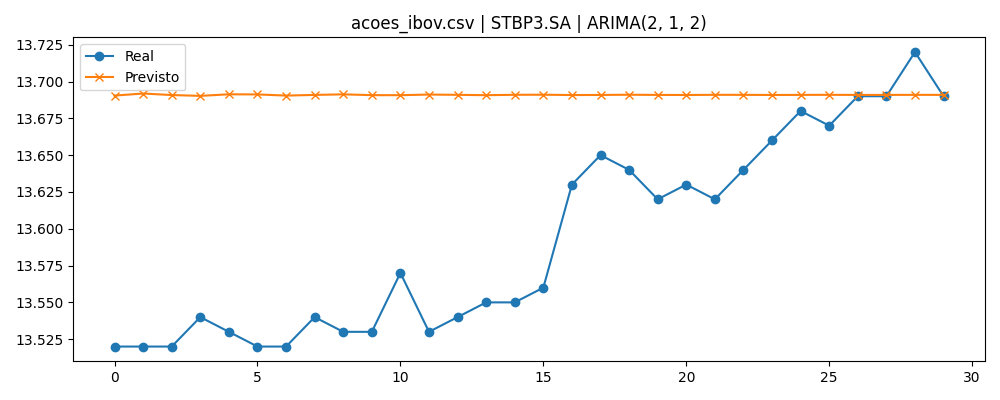 acoes_ibov.csv | STBP3.SA | ARIMA(2, 1, 2)
13.725
13.700
13.675
13.650
13.625
13.600
13.575
13.550
13.525
Real
Previsto
0 5 10 15 20 25 30